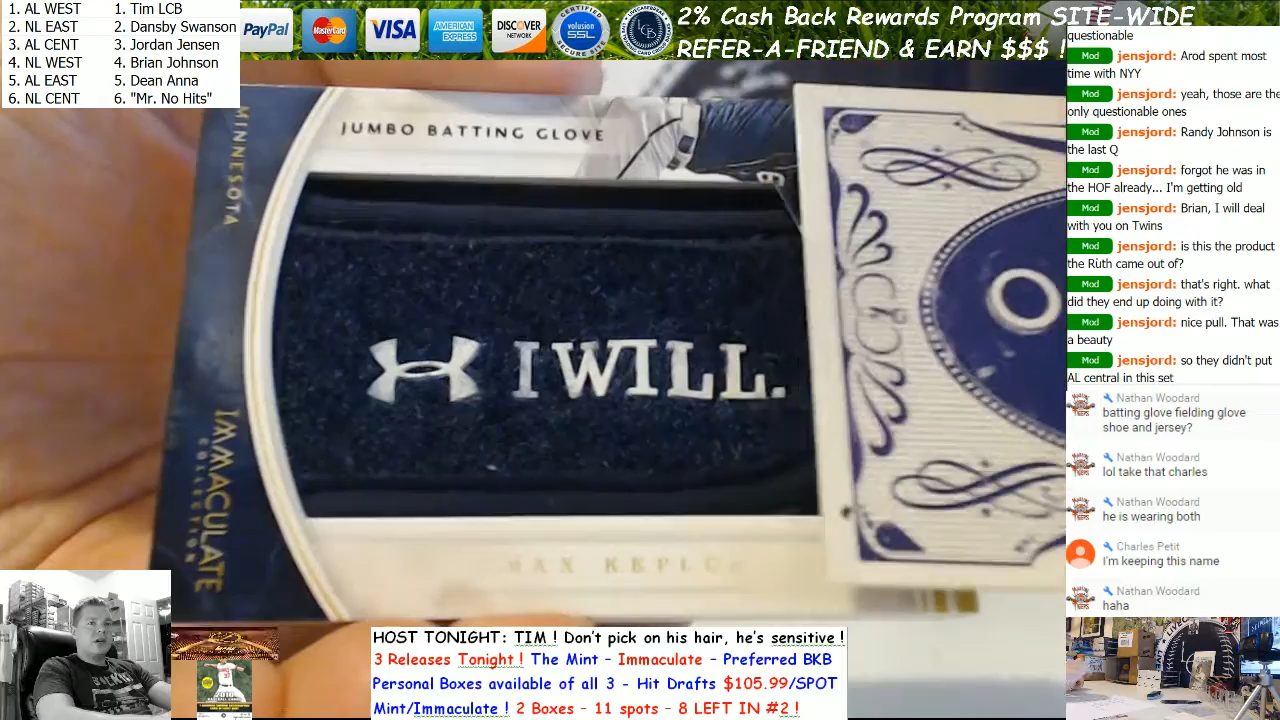 1. AL WEST
2. NL EAST
3. AL CENT
4. NL WEST
5. AL EAST
6. NL CENT
1. Tim LCB
2. Dansby Swanson
3. Jordan Jensen
4. Brian Johnson
5. Dean Anna
6. "Mr. No Hits"
PayPal
MasterCard
VISA
AMERICAN EXPRESS
DISCOVER NETWORK
CERTIFIED
volusion
SSL
SECURE SITE
LCB
2% Cash Back Rewards Program SITE-WIDE
REFER-A-FRIEND & EARN $$$ !
questionable
Mod jensjord: Arod spent most
time with NYY
Mod jensjord: yeah, those are the
only questionable ones
Mod jensjord: Randy Johnson is
the last Q
Mod jensjord: forgot he was in
the HOF already... I'm getting old
Mod jensjord: Brian, I will deal
with you on Twins
Mod jensjord: is this the product
the Ruth came out of?
Mod jensjord: that's right. what
did they end up doing with it?
Mod jensjord: nice pull. That was
a beauty
Mod jensjord: so they didn't put
AL central in this set
Nathan Woodard
batting glove fielding glove
shoe and jersey?
Nathan Woodard
lol take that charles
Nathan Woodard
he is wearing both
Charles Petit
I'm keeping this name
Nathan Woodard
haha
MINNESOTA
JUMBO BATTING GLOVE
I WILL.
IMMACULATE
COLLECTION
MAX KEPLER
HOST TONIGHT: TIM ! Don't pick on his hair, he's sensitive !
3 Releases Tonight ! The Mint - Immaculate - Preferred BKB
Personal Boxes available of all 3 - Hit Drafts $105.99/SPOT
Mint/Immaculate ! 2 Boxes - 11 spots - 8 LEFT IN #2 !